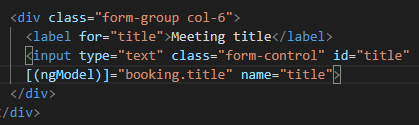 <div class="form-group col-6">
<label for="title">Meeting title</label>
<input type="text" class="form-control" id="title"
[(ngModel)]="booking.title" name="title">
</div>
</div>